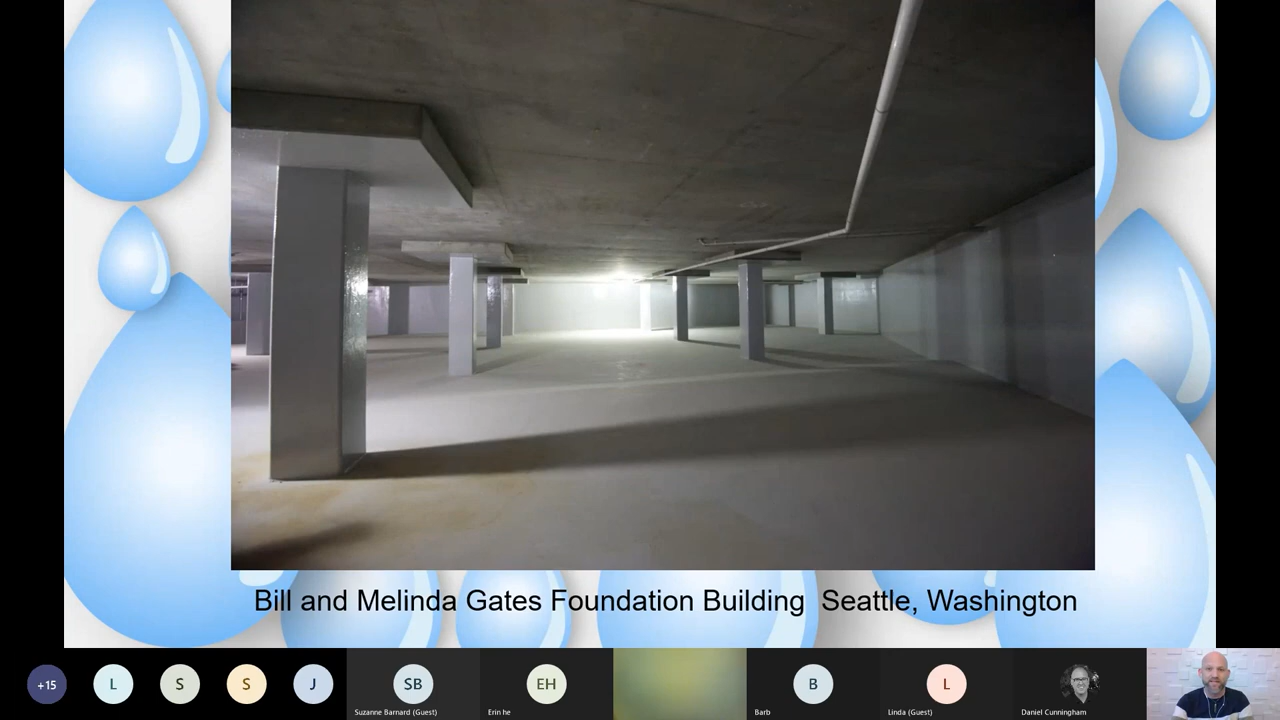 Bill and Melinda Gates Foundation Building  Seattle, Washington
+15
L
S
S
J
SB
Suzanne Barnard (Guest)
EH
Erin he
B
Barb
L
Linda (Guest)
Daniel Cunningham